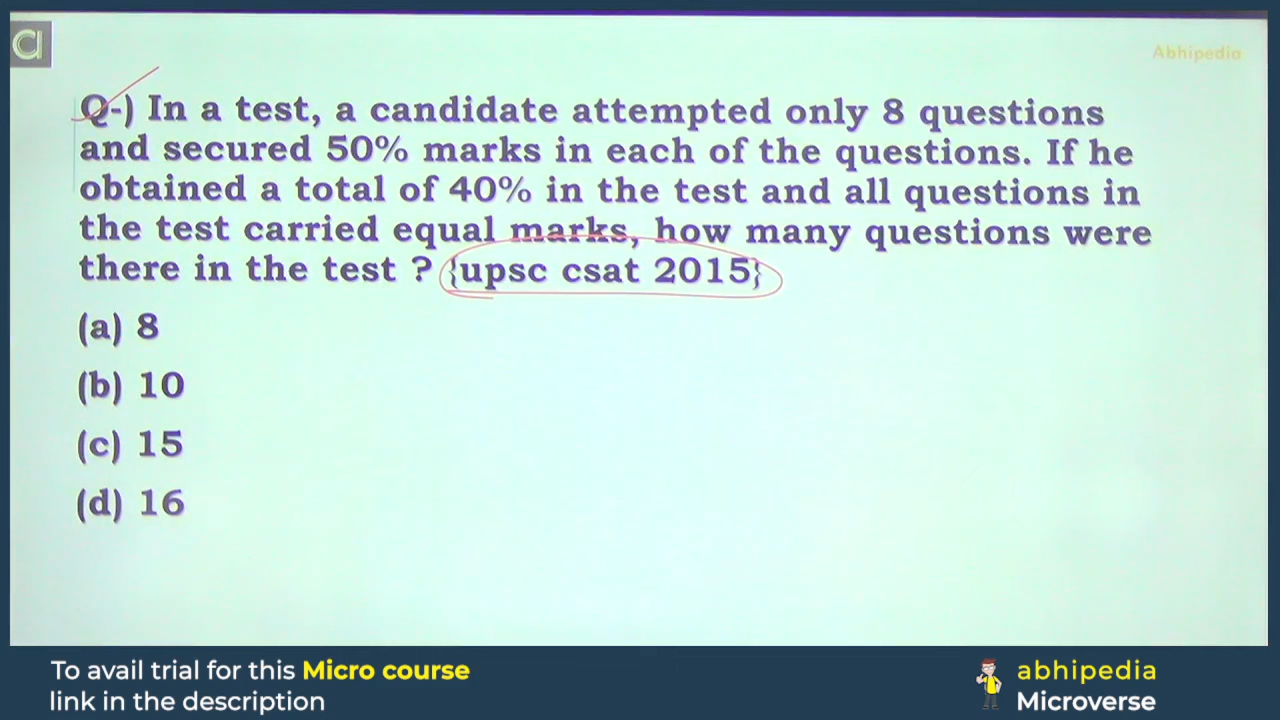 a
Abhipedia
Q-) In a test, a candidate attempted only 8 questions
and secured 50% marks in each of the questions. If he
obtained a total of 40% in the test and all questions in
the test carried equal marks, how many questions were
there in the test ? {upsc csat 2015}
(a) 8
(b) 10
(c) 15
(d) 16
To avail trial for this Micro course
link in the description
abhipedia
Microverse